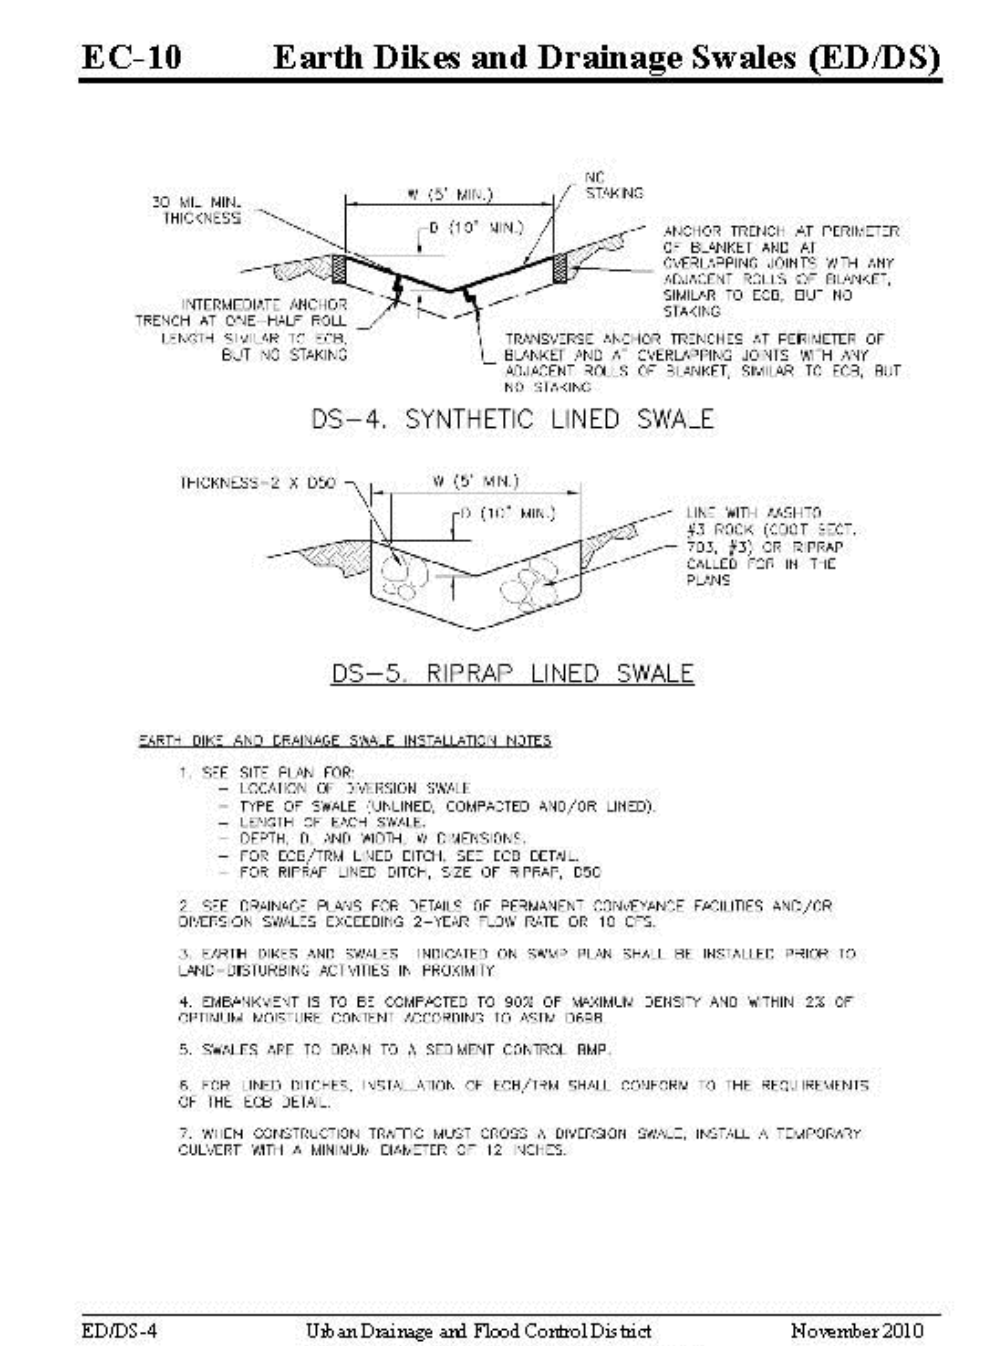 EC-10 Earth Dikes and Drainage Swales (ED/DS)
30 MIL MIN.
THICKNESS
W (5' MIN.)
D (10" MIN.)
NO
STAKING
ANCHOR TRENCH AT PERIMETER
OF BLANKET AND AT
OVERLAPPING JOINTS WITH ANY
ADJACENT ROLLS OF BLANKET,
SIMILAR TO ECB, BUT NO
STAKING
INTERMEDIATE ANCHOR
TRENCH AT ONE-HALF ROLL
LENGTH SIMILAR TO ECB,
BUT NO STAKING
TRANSVERSE ANCHOR TRENCHES AT PERIMETER OF
BLANKET AND AT OVERLAPPING JOINTS WITH ANY
ADJACENT ROLLS OF BLANKET, SIMILAR TO ECB, BUT
NO STAKING
DS-4. SYNTHETIC LINED SWALE
THICKNESS=2 X D50
W (5' MIN.)
D (10" MIN.)
LINE WITH AASHTO
#3 ROCK (CDOT SECT.
703, #3) OR RIPRAP
CALLED FOR IN THE
PLANS
DS-5. RIPRAP LINED SWALE
EARTH DIKE AND DRAINAGE SWALE INSTALLATION NOTES
1. SEE SITE PLAN FOR:
- LOCATION OF DIVERSION SWALE
- TYPE OF SWALE (UNLINED, COMPACTED AND/OR LINED).
- LENGTH OF EACH SWALE.
- DEPTH, D, AND WIDTH, W DIMENSIONS.
- FOR ECB/TRM LINED DITCH, SEE ECB DETAIL.
- FOR RIPRAP LINED DITCH, SIZE OF RIPRAP, D50
2. SEE DRAINAGE PLANS FOR DETAILS OF PERMANENT CONVEYANCE FACILITIES AND/OR
DIVERSION SWALES EXCEEDING 2-YEAR FLOW RATE OR 10 CFS.
3. EARTH DIKES AND SWALES INDICATED ON SWMP PLAN SHALL BE INSTALLED PRIOR TO
LAND-DISTURBING ACTIVITIES IN PROXIMITY
4. EMBANKMENT IS TO BE COMPACTED TO 90% OF MAXIMUM DENSITY AND WITHIN 2% OF
OPTIMUM MOISTURE CONTENT ACCORDING TO ASTM D698
5. SWALES ARE TO DRAIN TO A SEDIMENT CONTROL BMP.
6. FOR LINED DITCHES, INSTALLATION OF ECB/TRM SHALL CONFORM TO THE REQUIREMENTS
OF THE ECB DETAIL.
7. WHEN CONSTRUCTION TRAFFIC MUST CROSS A DIVERSION SWALE, INSTALL A TEMPORARY
CULVERT WITH A MINIMUM DIAMETER OF 12 INCHES.
ED/DS-4 Urban Drainage and Flood Control District November 2010